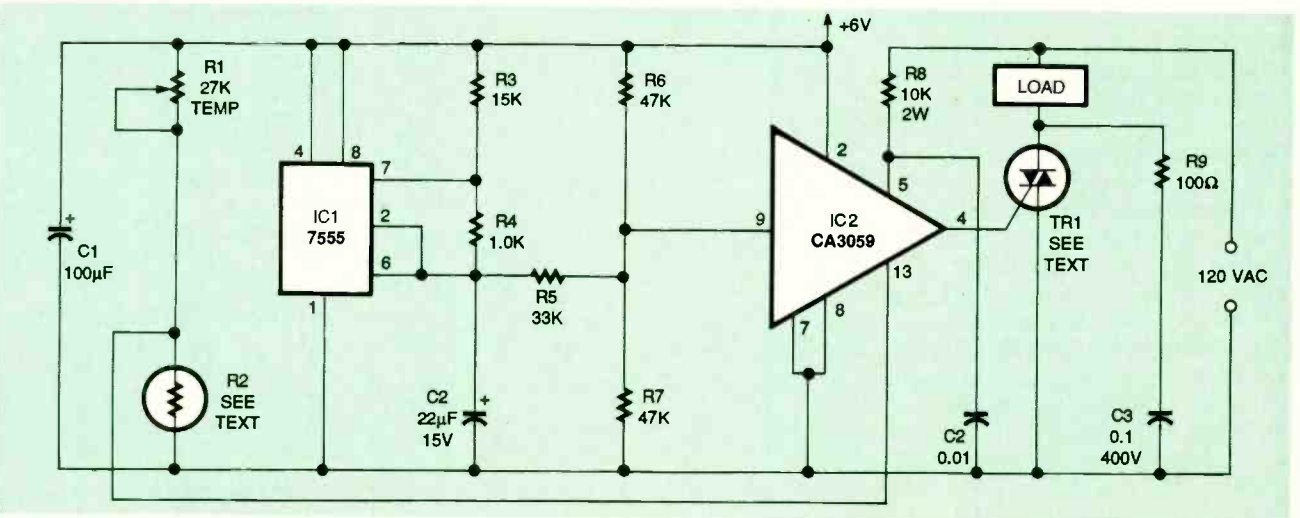 +6V
R1
27K
TEMP
R3
15K
R6
47K
R8
10K
2W
LOAD
4
8
7
2
5
R9
100Ω
IC1
7555
2
R4
1.0K
9
IC2
CA3059
4
TR1
SEE
TEXT
C1
100µF
+
6
R5
33K
13
120 VAC
1
7
8
R2
SEE
TEXT
C2
22µF
15V
+
R7
47K
C2
0.01
C3
0.1
400V